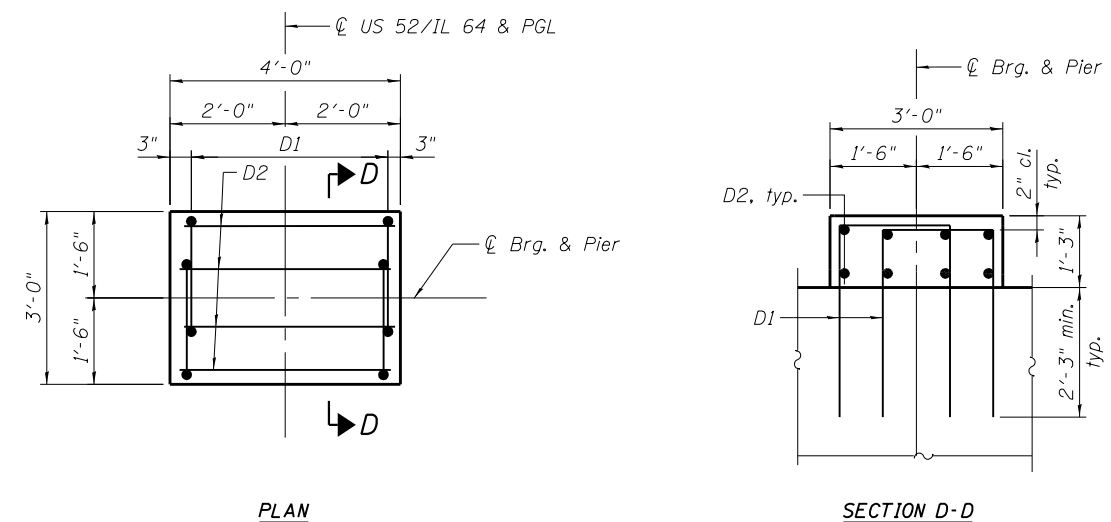 ℄ US 52/IL 64 & PGL
4'-0"
2'-0" 2'-0"
3" D1 3"
D2
D
1'-6"
3'-0"
℄ Brg. & Pier
1'-6"
D
PLAN
℄ Brg. & Pier
3'-0"
1'-6" 1'-6"
2" cl. typ.
D2, typ.
1'-3"
D1
2'-3" min. typ.
SECTION D-D